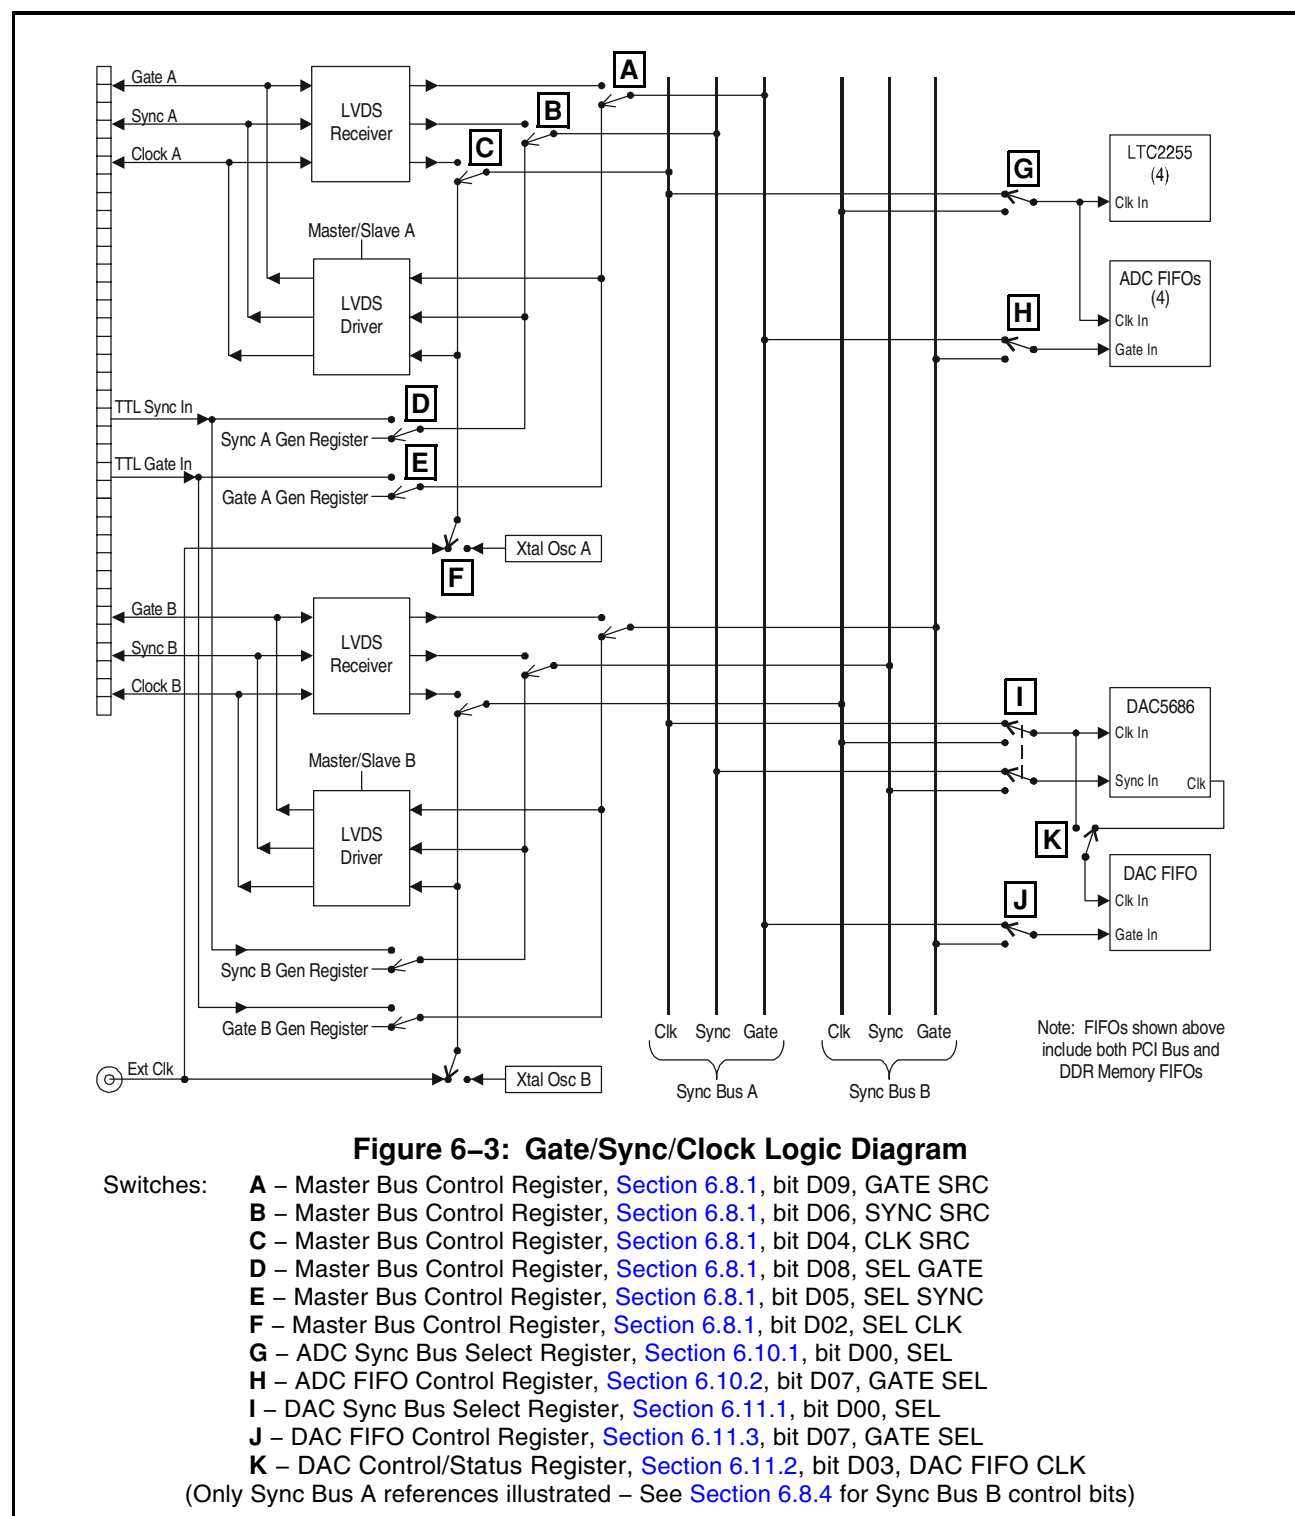 Gate A
Sync A
Clock A
LVDS
Receiver
A
B
C
Master/Slave A
LVDS
Driver
TTL Sync In
D
Sync A Gen Register
TTL Gate In
E
Gate A Gen Register
Xtal Osc A
F
G
LTC2255
(4)
Clk In
H
ADC FIFOs
(4)
Clk In
Gate In
Gate B
Sync B
Clock B
LVDS
Receiver
Master/Slave B
LVDS
Driver
Sync B Gen Register
Gate B Gen Register
Ext Clk
Xtal Osc B
I
DAC5686
Clk In
Sync In
Clk
K
DAC FIFO
Clk In
J
Gate In
Clk Sync Gate
Clk Sync Gate
Sync Bus A
Sync Bus B
Note: FIFOs shown above
include both PCI Bus and
DDR Memory FIFOs
Figure 6–3: Gate/Sync/Clock Logic Diagram
Switches: A – Master Bus Control Register, Section 6.8.1, bit D09, GATE SRC
B – Master Bus Control Register, Section 6.8.1, bit D06, SYNC SRC
C – Master Bus Control Register, Section 6.8.1, bit D04, CLK SRC
D – Master Bus Control Register, Section 6.8.1, bit D08, SEL GATE
E – Master Bus Control Register, Section 6.8.1, bit D05, SEL SYNC
F – Master Bus Control Register, Section 6.8.1, bit D02, SEL CLK
G – ADC Sync Bus Select Register, Section 6.10.1, bit D00, SEL
H – ADC FIFO Control Register, Section 6.10.2, bit D07, GATE SEL
I – DAC Sync Bus Select Register, Section 6.11.1, bit D00, SEL
J – DAC FIFO Control Register, Section 6.11.3, bit D07, GATE SEL
K – DAC Control/Status Register, Section 6.11.2, bit D03, DAC FIFO CLK
(Only Sync Bus A references illustrated – See Section 6.8.4 for Sync Bus B control bits)